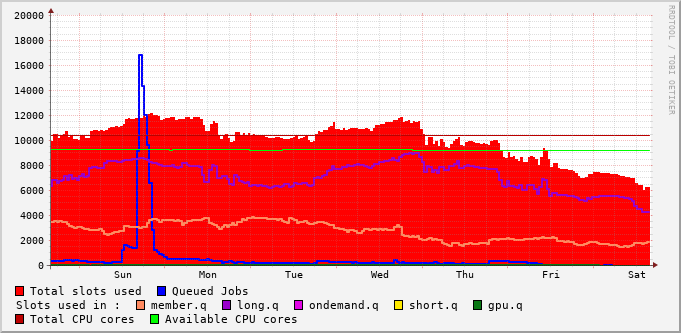 20000
18000
16000
14000
12000
10000
8000
6000
4000
2000
0
Sun Mon Tue Wed Thu Fri Sat
RRDTOOL / TOBI OETIKER
Total slots used Queued Jobs
Slots used in : member.q long.q ondemand.q short.q gpu.q
Total CPU cores Available CPU cores